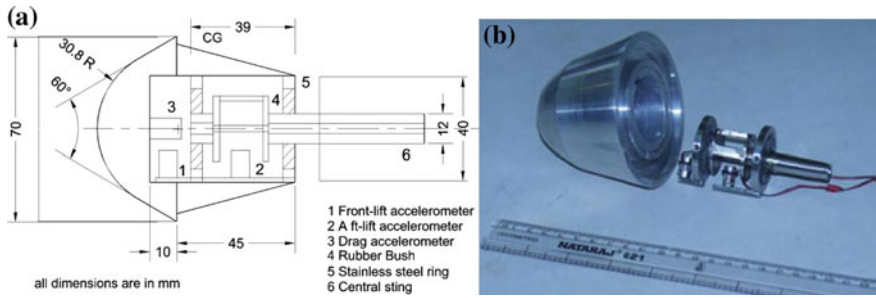 (a)
39
CG
30.8 R
60°
70
3
4
5
12
40
6
1
2
10
45
1 Front-lift accelerometer
2 A ft-lift accelerometer
3 Drag accelerometer
4 Rubber Bush
5 Stainless steel ring
6 Central sting
all dimensions are in mm
(b)
NATARAJ 621